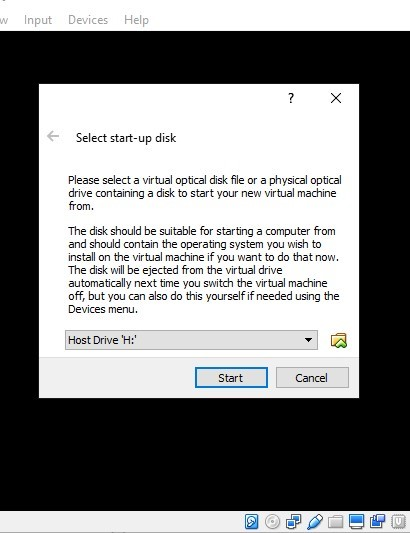 w Input Devices Help
?
Select start-up disk
Please select a virtual optical disk file or a physical optical
drive containing a disk to start your new virtual machine
from.
The disk should be suitable for starting a computer from
and should contain the operating system you wish to
install on the virtual machine if you want to do that now.
The disk will be ejected from the virtual drive
automatically next time you switch the virtual machine
off, but you can also do this yourself if needed using the
Devices menu.
Host Drive 'H:'
Start Cancel